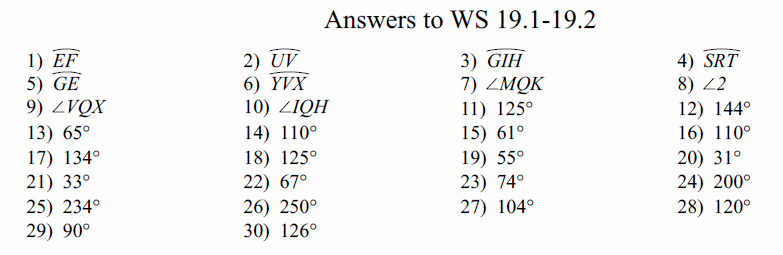 Answers to WS 19.1-19.2
1) EF 2) UV 3) GIH 4) SRT
5) GE 6) YVX 7) ∠MQK 8) ∠2
9) ∠VQX 10) ∠IQH 11) 125° 12) 144°
13) 65° 14) 110° 15) 61° 16) 110°
17) 134° 18) 125° 19) 55° 20) 31°
21) 33° 22) 67° 23) 74° 24) 200°
25) 234° 26) 250° 27) 104° 28) 120°
29) 90° 30) 126°